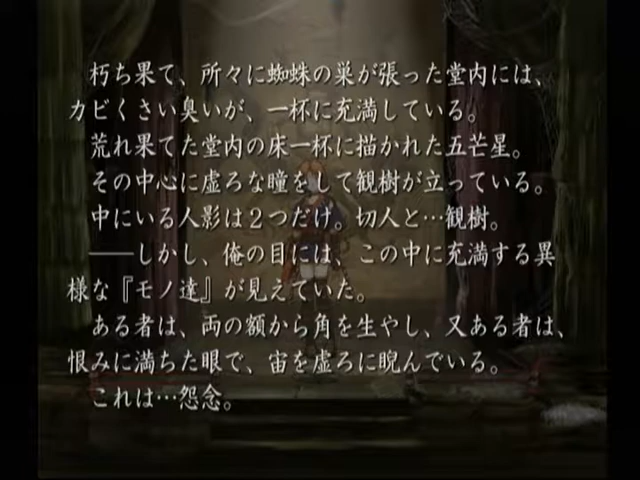 朽ち果て、所々に蜘蛛の巣が張った堂内には、
カビくさい臭いが、一杯に充満している。
荒れ果てた堂内の床一杯に描かれた五芒星。
その中心に虚ろな瞳をして観樹が立っている。
中にいる人影は２つだけ。切人と…観樹。
――しかし、俺の目には、この中に充満する異
様な『モノ達』が見えていた。
ある者は、両の額から角を生やし、又ある者は、
恨みに満ちた眼で、宙を虚ろに睨んでいる。
これは…怨念。